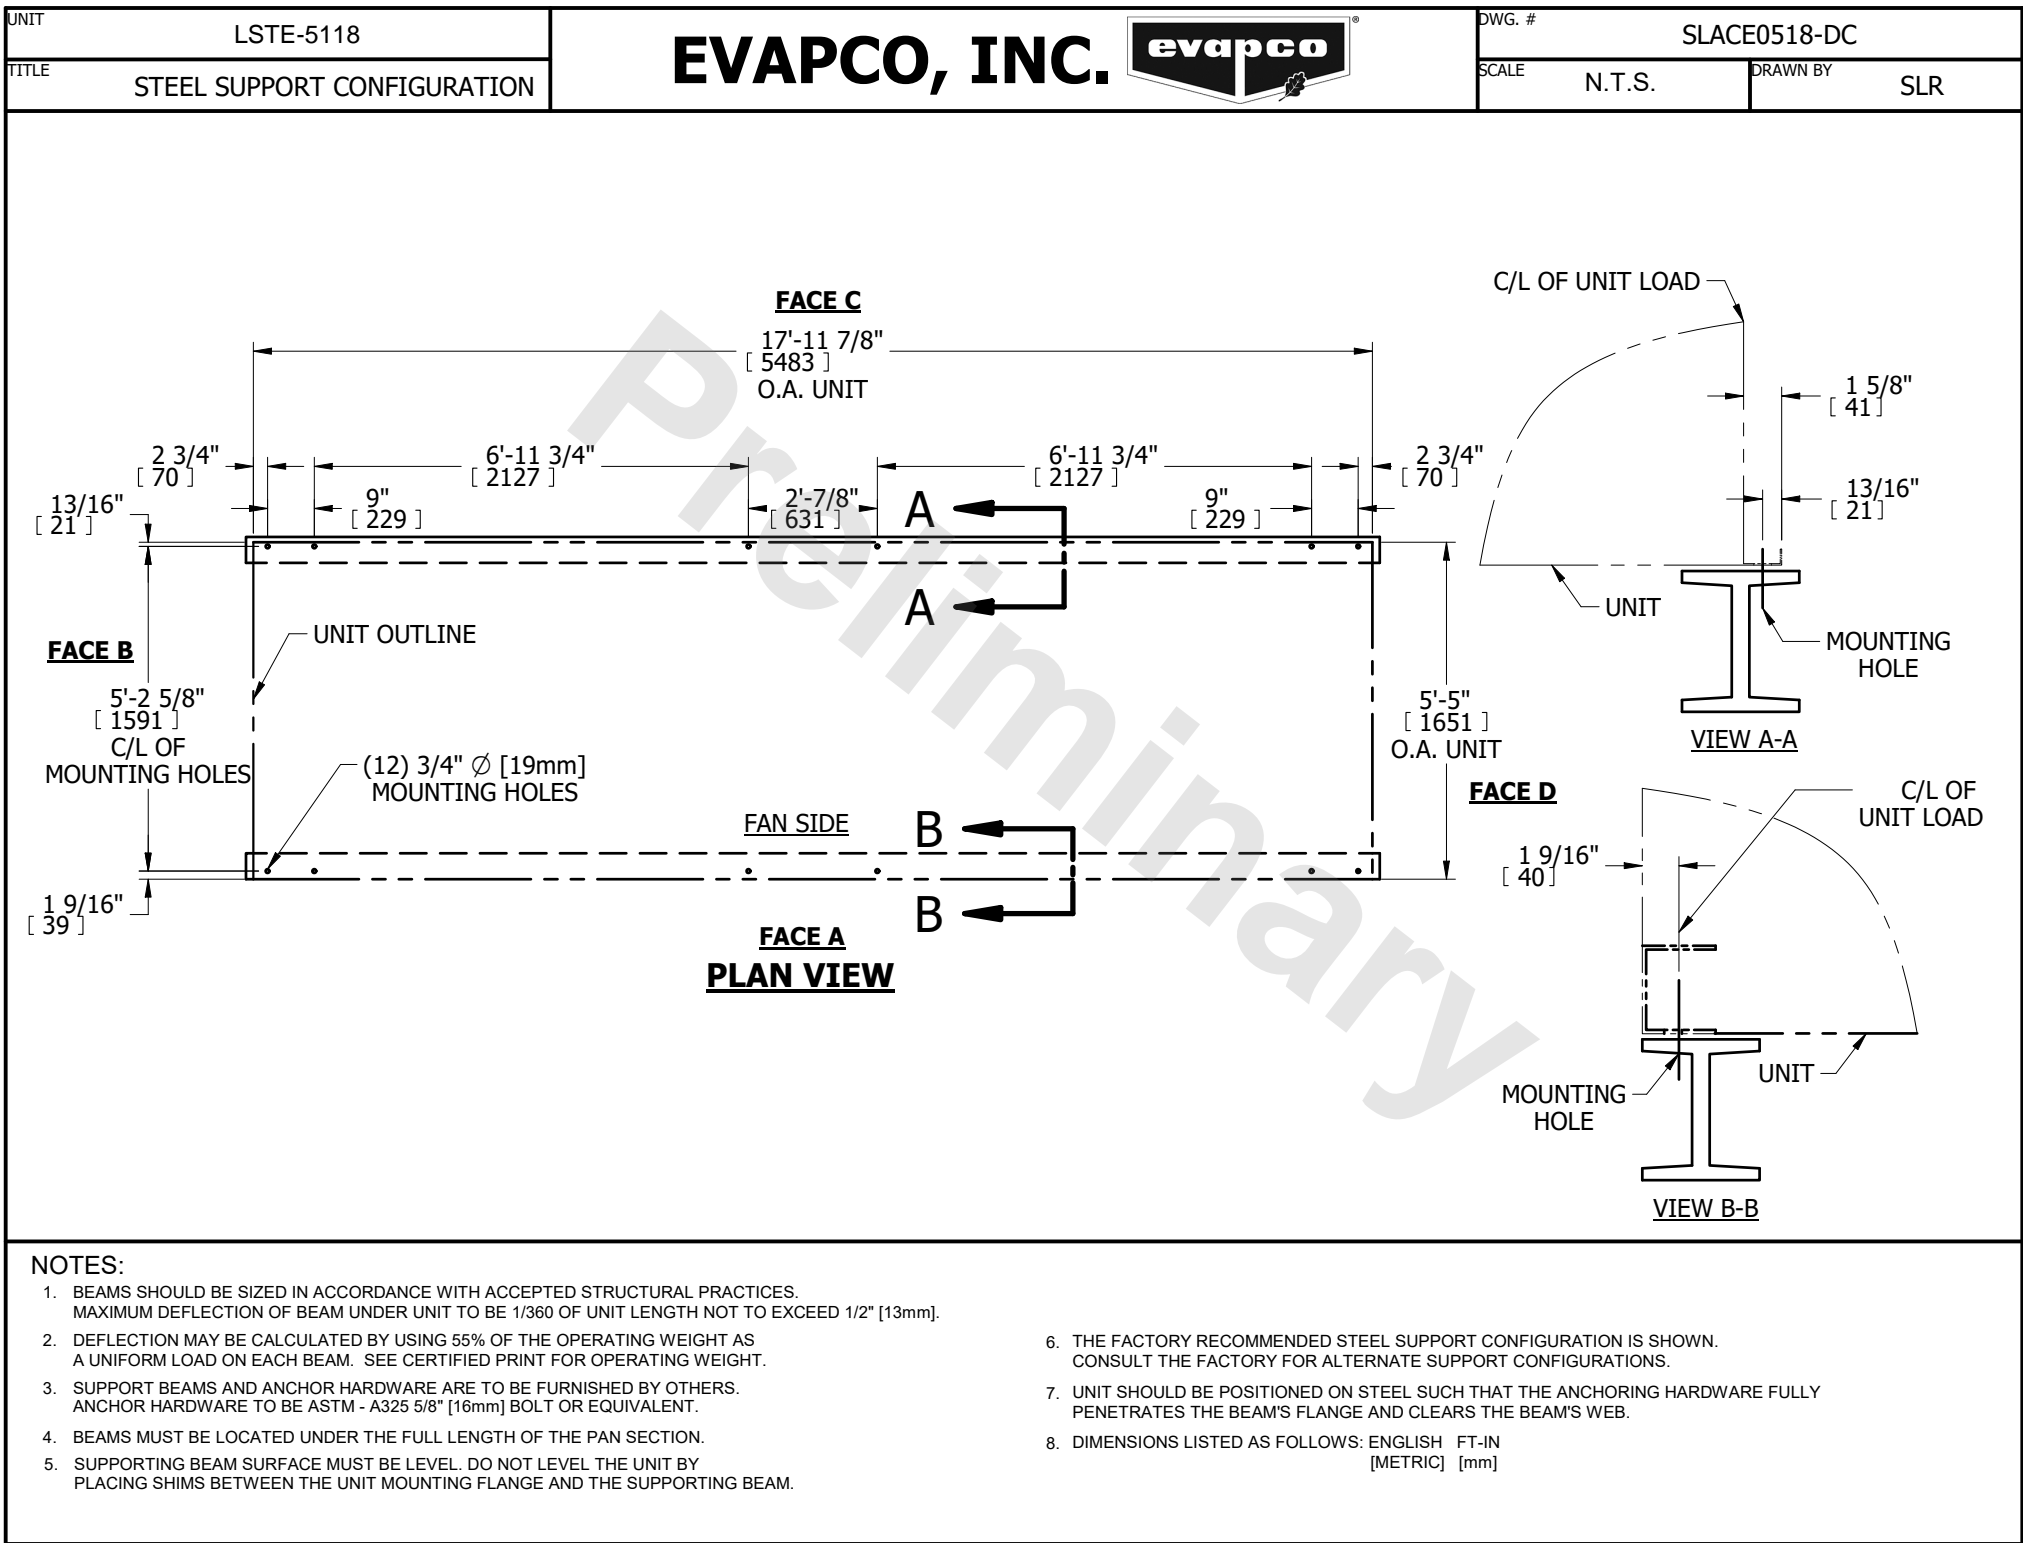 UNIT
LSTE-5118
TITLE
STEEL SUPPORT CONFIGURATION
EVAPCO, INC.
evapco
®
DWG. #
SLACE0518-DC
SCALE
N.T.S.
DRAWN BY
SLR
FACE C
17'-11 7/8"
[ 5483 ]
O.A. UNIT
2 3/4"
[ 70 ]
6'-11 3/4"
[ 2127 ]
6'-11 3/4"
[ 2127 ]
2 3/4"
[ 70 ]
13/16"
[ 21 ]
9"
[ 229 ]
2'-7/8"
[ 631 ]
9"
[ 229 ]
A
A
FACE B
UNIT OUTLINE
5'-2 5/8"
[ 1591 ]
C/L OF
MOUNTING HOLES
(12) 3/4" Ø [19mm]
MOUNTING HOLES
5'-5"
[ 1651 ]
O.A. UNIT
FACE D
FAN SIDE
B
B
1 9/16"
[ 39 ]
FACE A
PLAN VIEW
C/L OF UNIT LOAD
1 5/8"
[ 41 ]
13/16"
[ 21 ]
UNIT
MOUNTING
HOLE
VIEW A-A
C/L OF
UNIT LOAD
1 9/16"
[ 40 ]
UNIT
MOUNTING
HOLE
VIEW B-B
Preliminary
NOTES:
1. BEAMS SHOULD BE SIZED IN ACCORDANCE WITH ACCEPTED STRUCTURAL PRACTICES.
MAXIMUM DEFLECTION OF BEAM UNDER UNIT TO BE 1/360 OF UNIT LENGTH NOT TO EXCEED 1/2" [13mm].
2. DEFLECTION MAY BE CALCULATED BY USING 55% OF THE OPERATING WEIGHT AS
A UNIFORM LOAD ON EACH BEAM. SEE CERTIFIED PRINT FOR OPERATING WEIGHT.
3. SUPPORT BEAMS AND ANCHOR HARDWARE ARE TO BE FURNISHED BY OTHERS.
ANCHOR HARDWARE TO BE ASTM - A325 5/8" [16mm] BOLT OR EQUIVALENT.
4. BEAMS MUST BE LOCATED UNDER THE FULL LENGTH OF THE PAN SECTION.
5. SUPPORTING BEAM SURFACE MUST BE LEVEL. DO NOT LEVEL THE UNIT BY
PLACING SHIMS BETWEEN THE UNIT MOUNTING FLANGE AND THE SUPPORTING BEAM.
6. THE FACTORY RECOMMENDED STEEL SUPPORT CONFIGURATION IS SHOWN.
CONSULT THE FACTORY FOR ALTERNATE SUPPORT CONFIGURATIONS.
7. UNIT SHOULD BE POSITIONED ON STEEL SUCH THAT THE ANCHORING HARDWARE FULLY
PENETRATES THE BEAM'S FLANGE AND CLEARS THE BEAM'S WEB.
8. DIMENSIONS LISTED AS FOLLOWS: ENGLISH FT-IN
[METRIC] [mm]